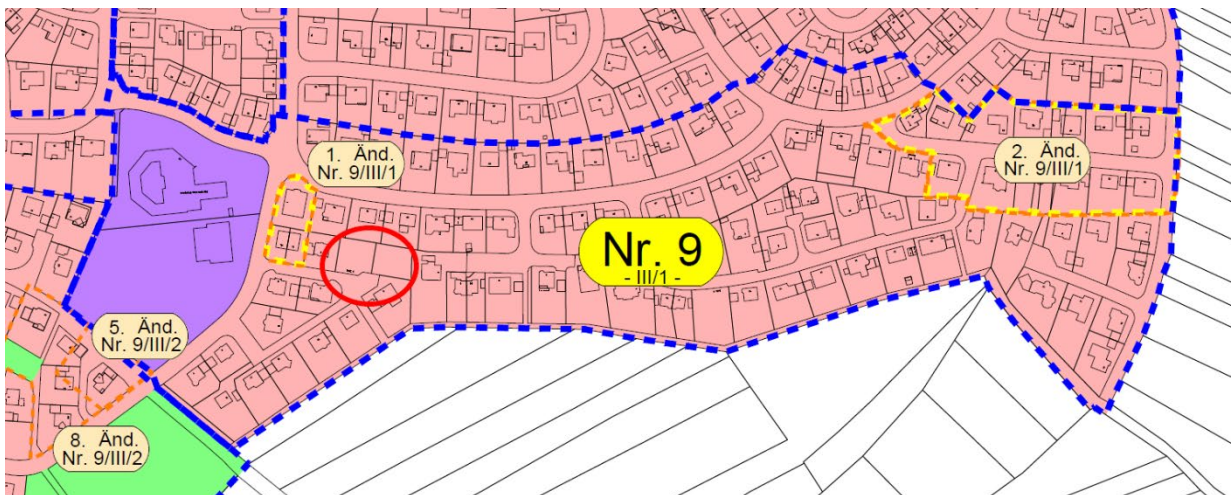 1. Änd.
Nr. 9/III/1
2. Änd.
Nr. 9/III/1
Nr. 9
- III/1 -
5. Änd.
Nr. 9/III/2
8. Änd.
Nr. 9/III/2